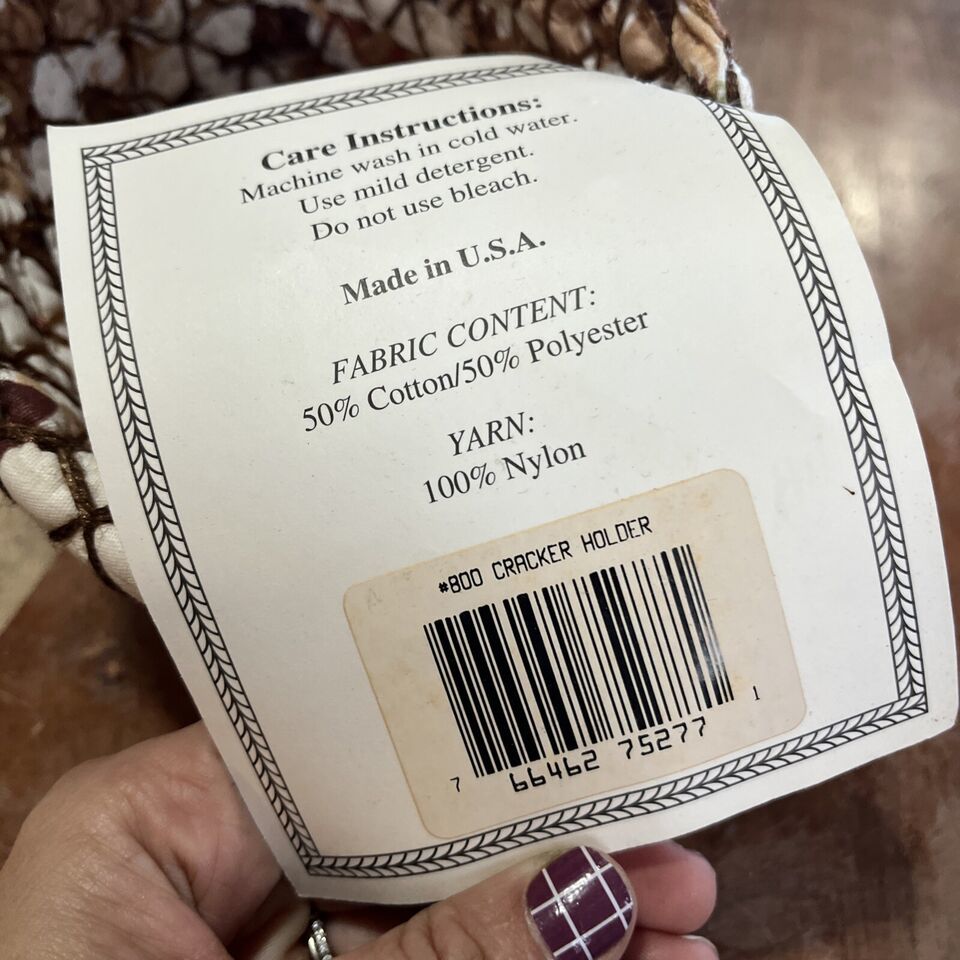 Care Instructions:
Machine wash in cold water.
Use mild detergent.
Do not use bleach.
Made in U.S.A.
FABRIC CONTENT:
50% Cotton/50% Polyester
YARN:
100% Nylon
#800 CRACKER HOLDER
7 66462 75277 1